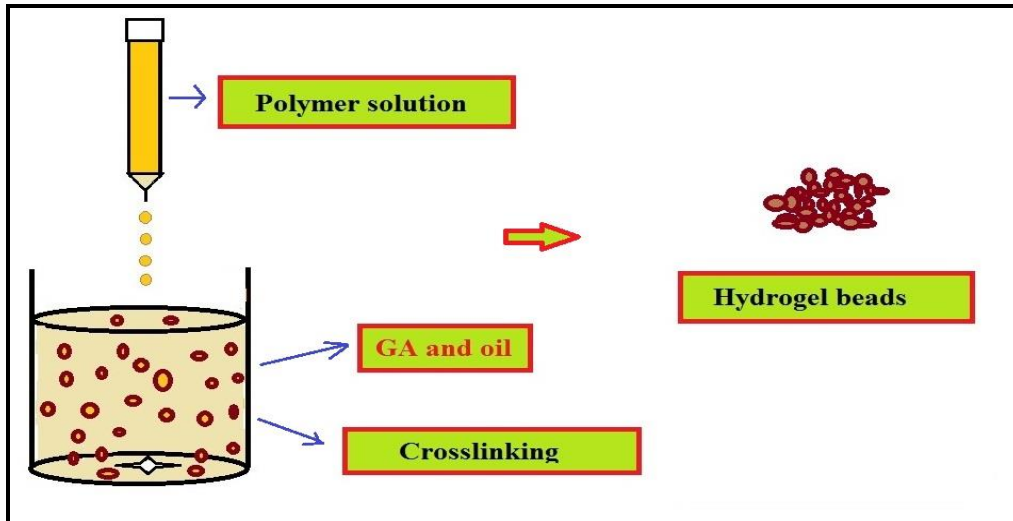 Polymer solution
Hydrogel beads
GA and oil
Crosslinking